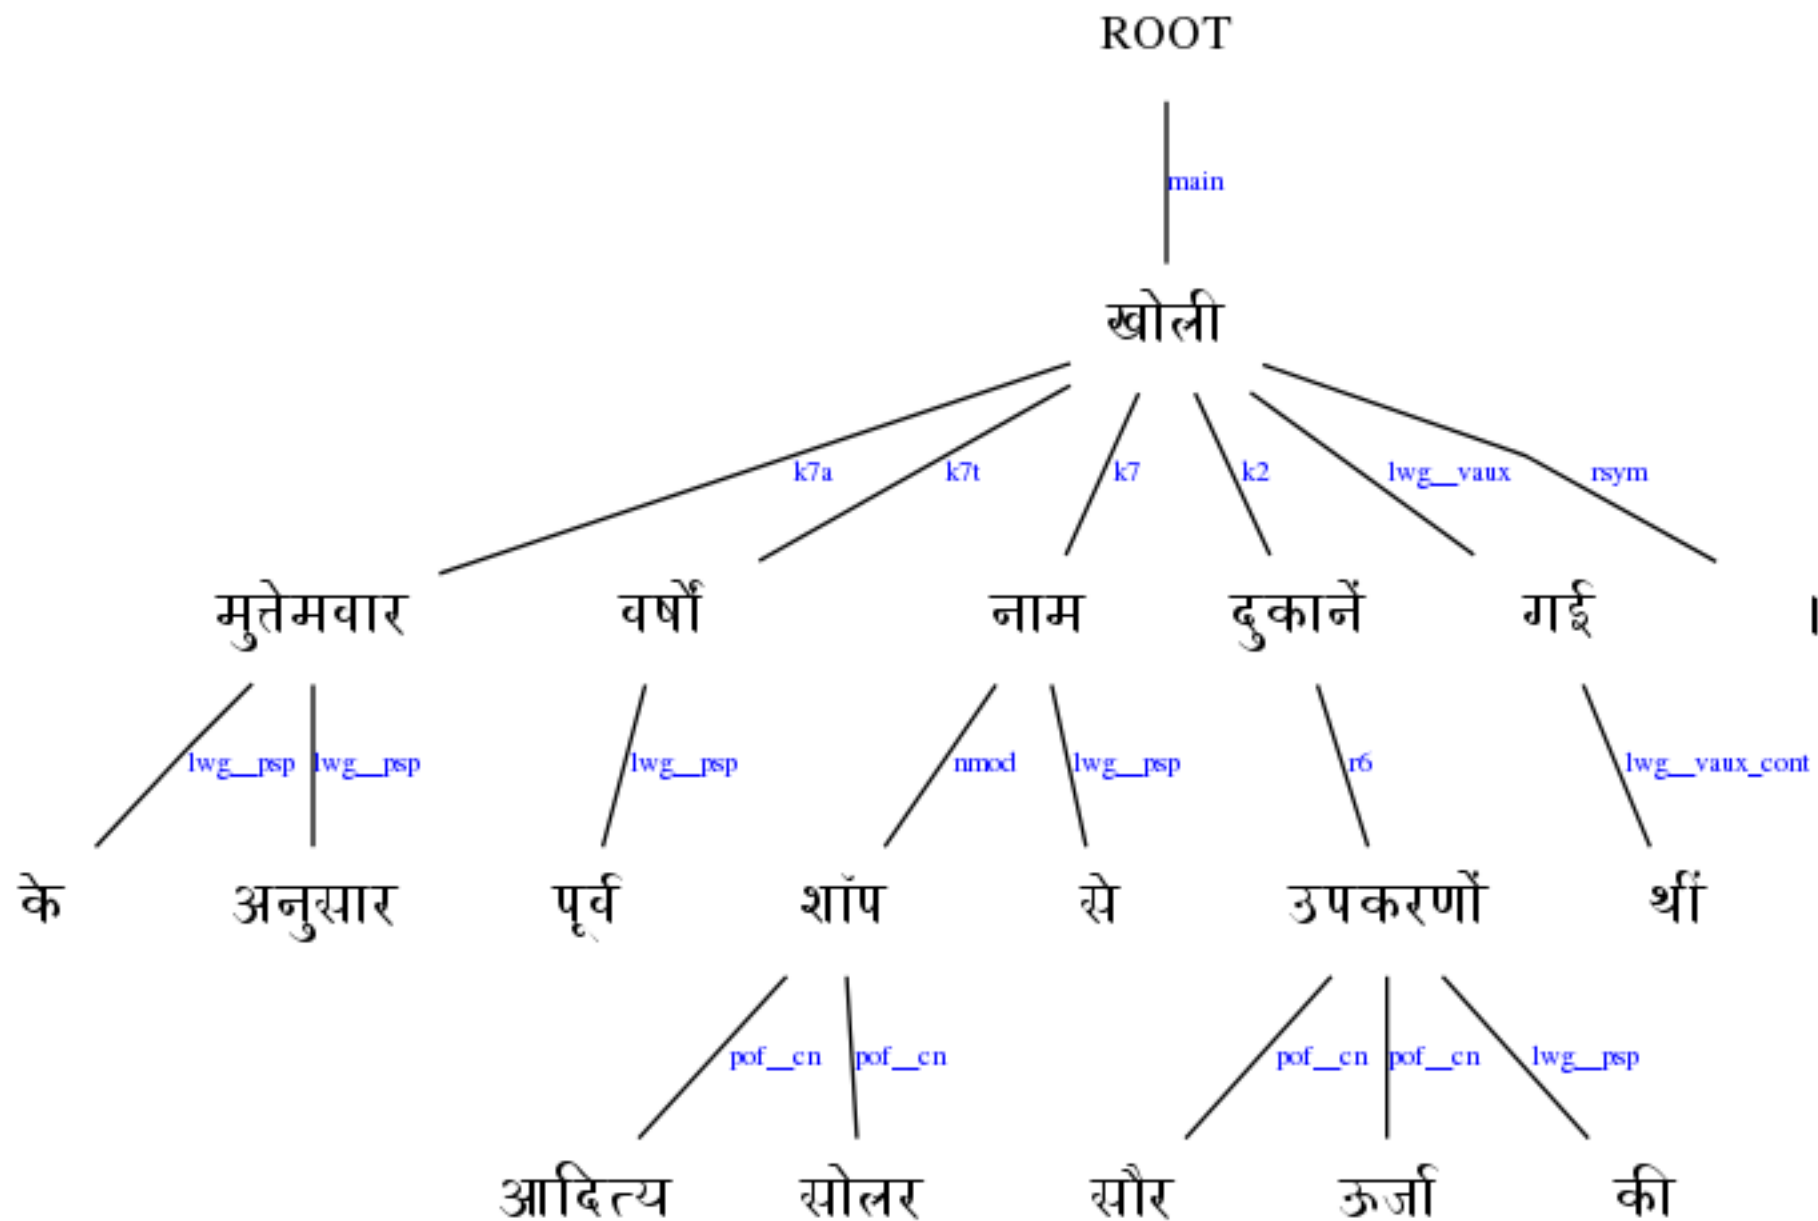 ROOT
main
खोली
k7a k7t k7 k2 lwg__vaux rsym
मुत्तेमवार वर्षों नाम दुकानें गई ।
lwg__psp lwg__psp lwg__psp nmod lwg__psp r6 lwg__vaux_cont
के अनुसार पूर्व शॉप से उपकरणों थीं
pof__cn pof__cn pof__cn pof__cn lwg__psp
आदित्य सोलर सौर ऊर्जा की